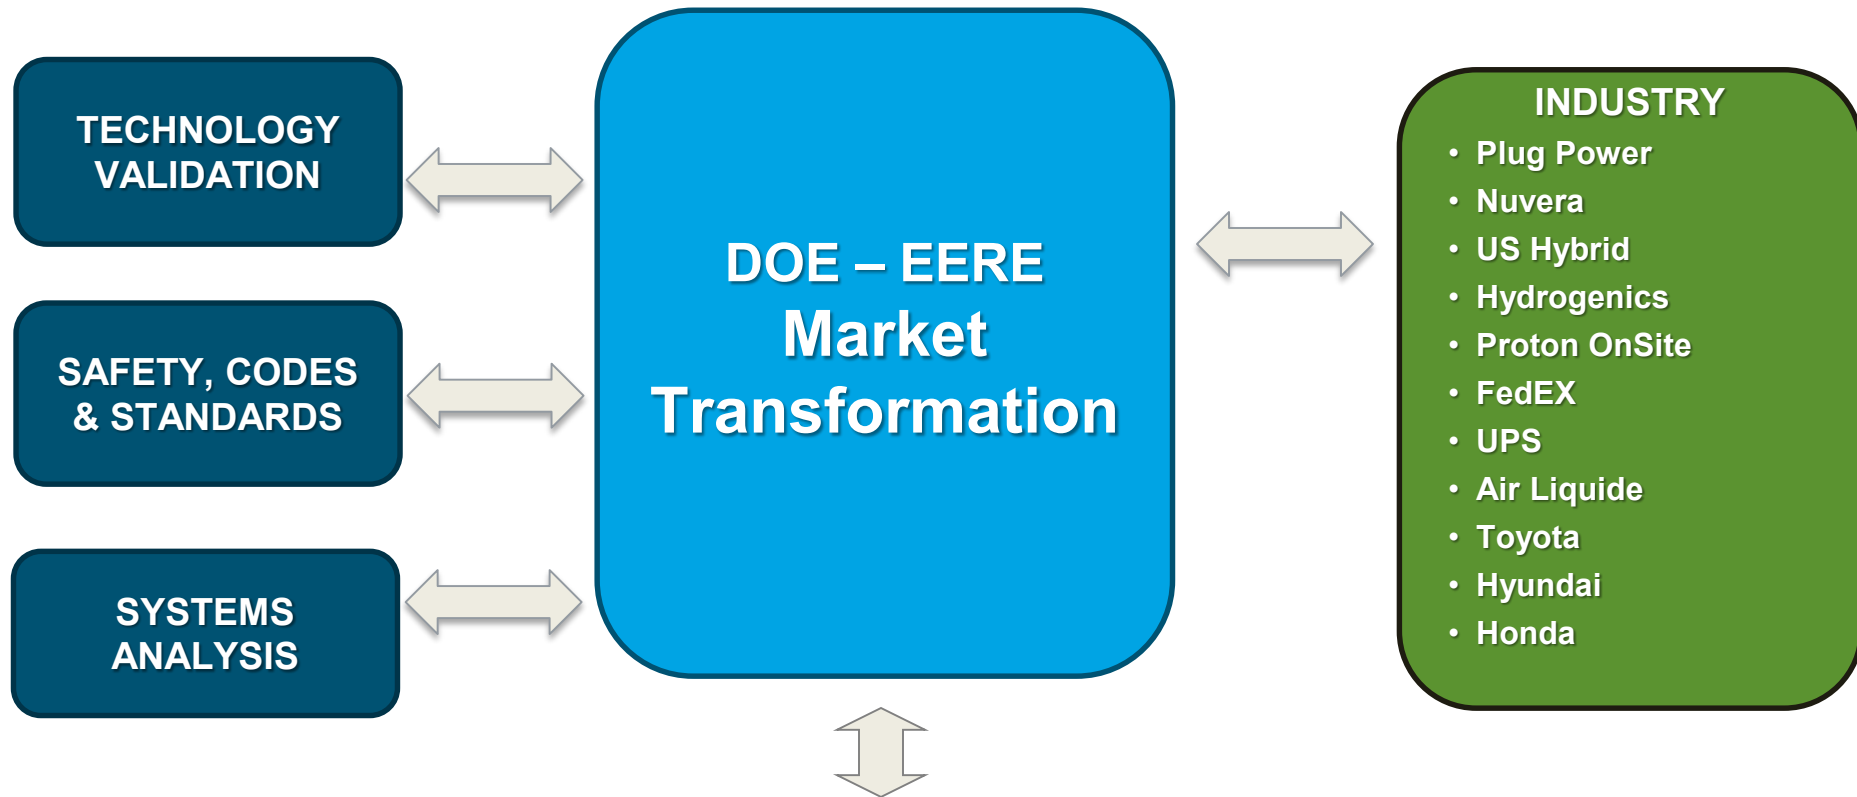 TECHNOLOGY
VALIDATION
SAFETY, CODES
& STANDARDS
SYSTEMS
ANALYSIS
DOE – EERE
Market
Transformation
INDUSTRY
• Plug Power
• Nuvera
• US Hybrid
• Hydrogenics
• Proton OnSite
• FedEX
• UPS
• Air Liquide
• Toyota
• Hyundai
• Honda